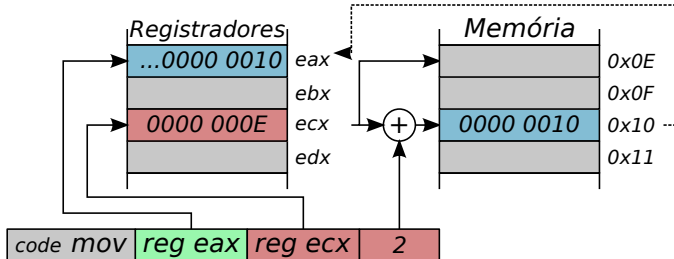 Registradores Memória
...0000 0010 eax 0x0E
ebx 0x0F
0000 000E ecx + 0000 0010 0x10
edx 0x11
code mov reg eax reg ecx 2